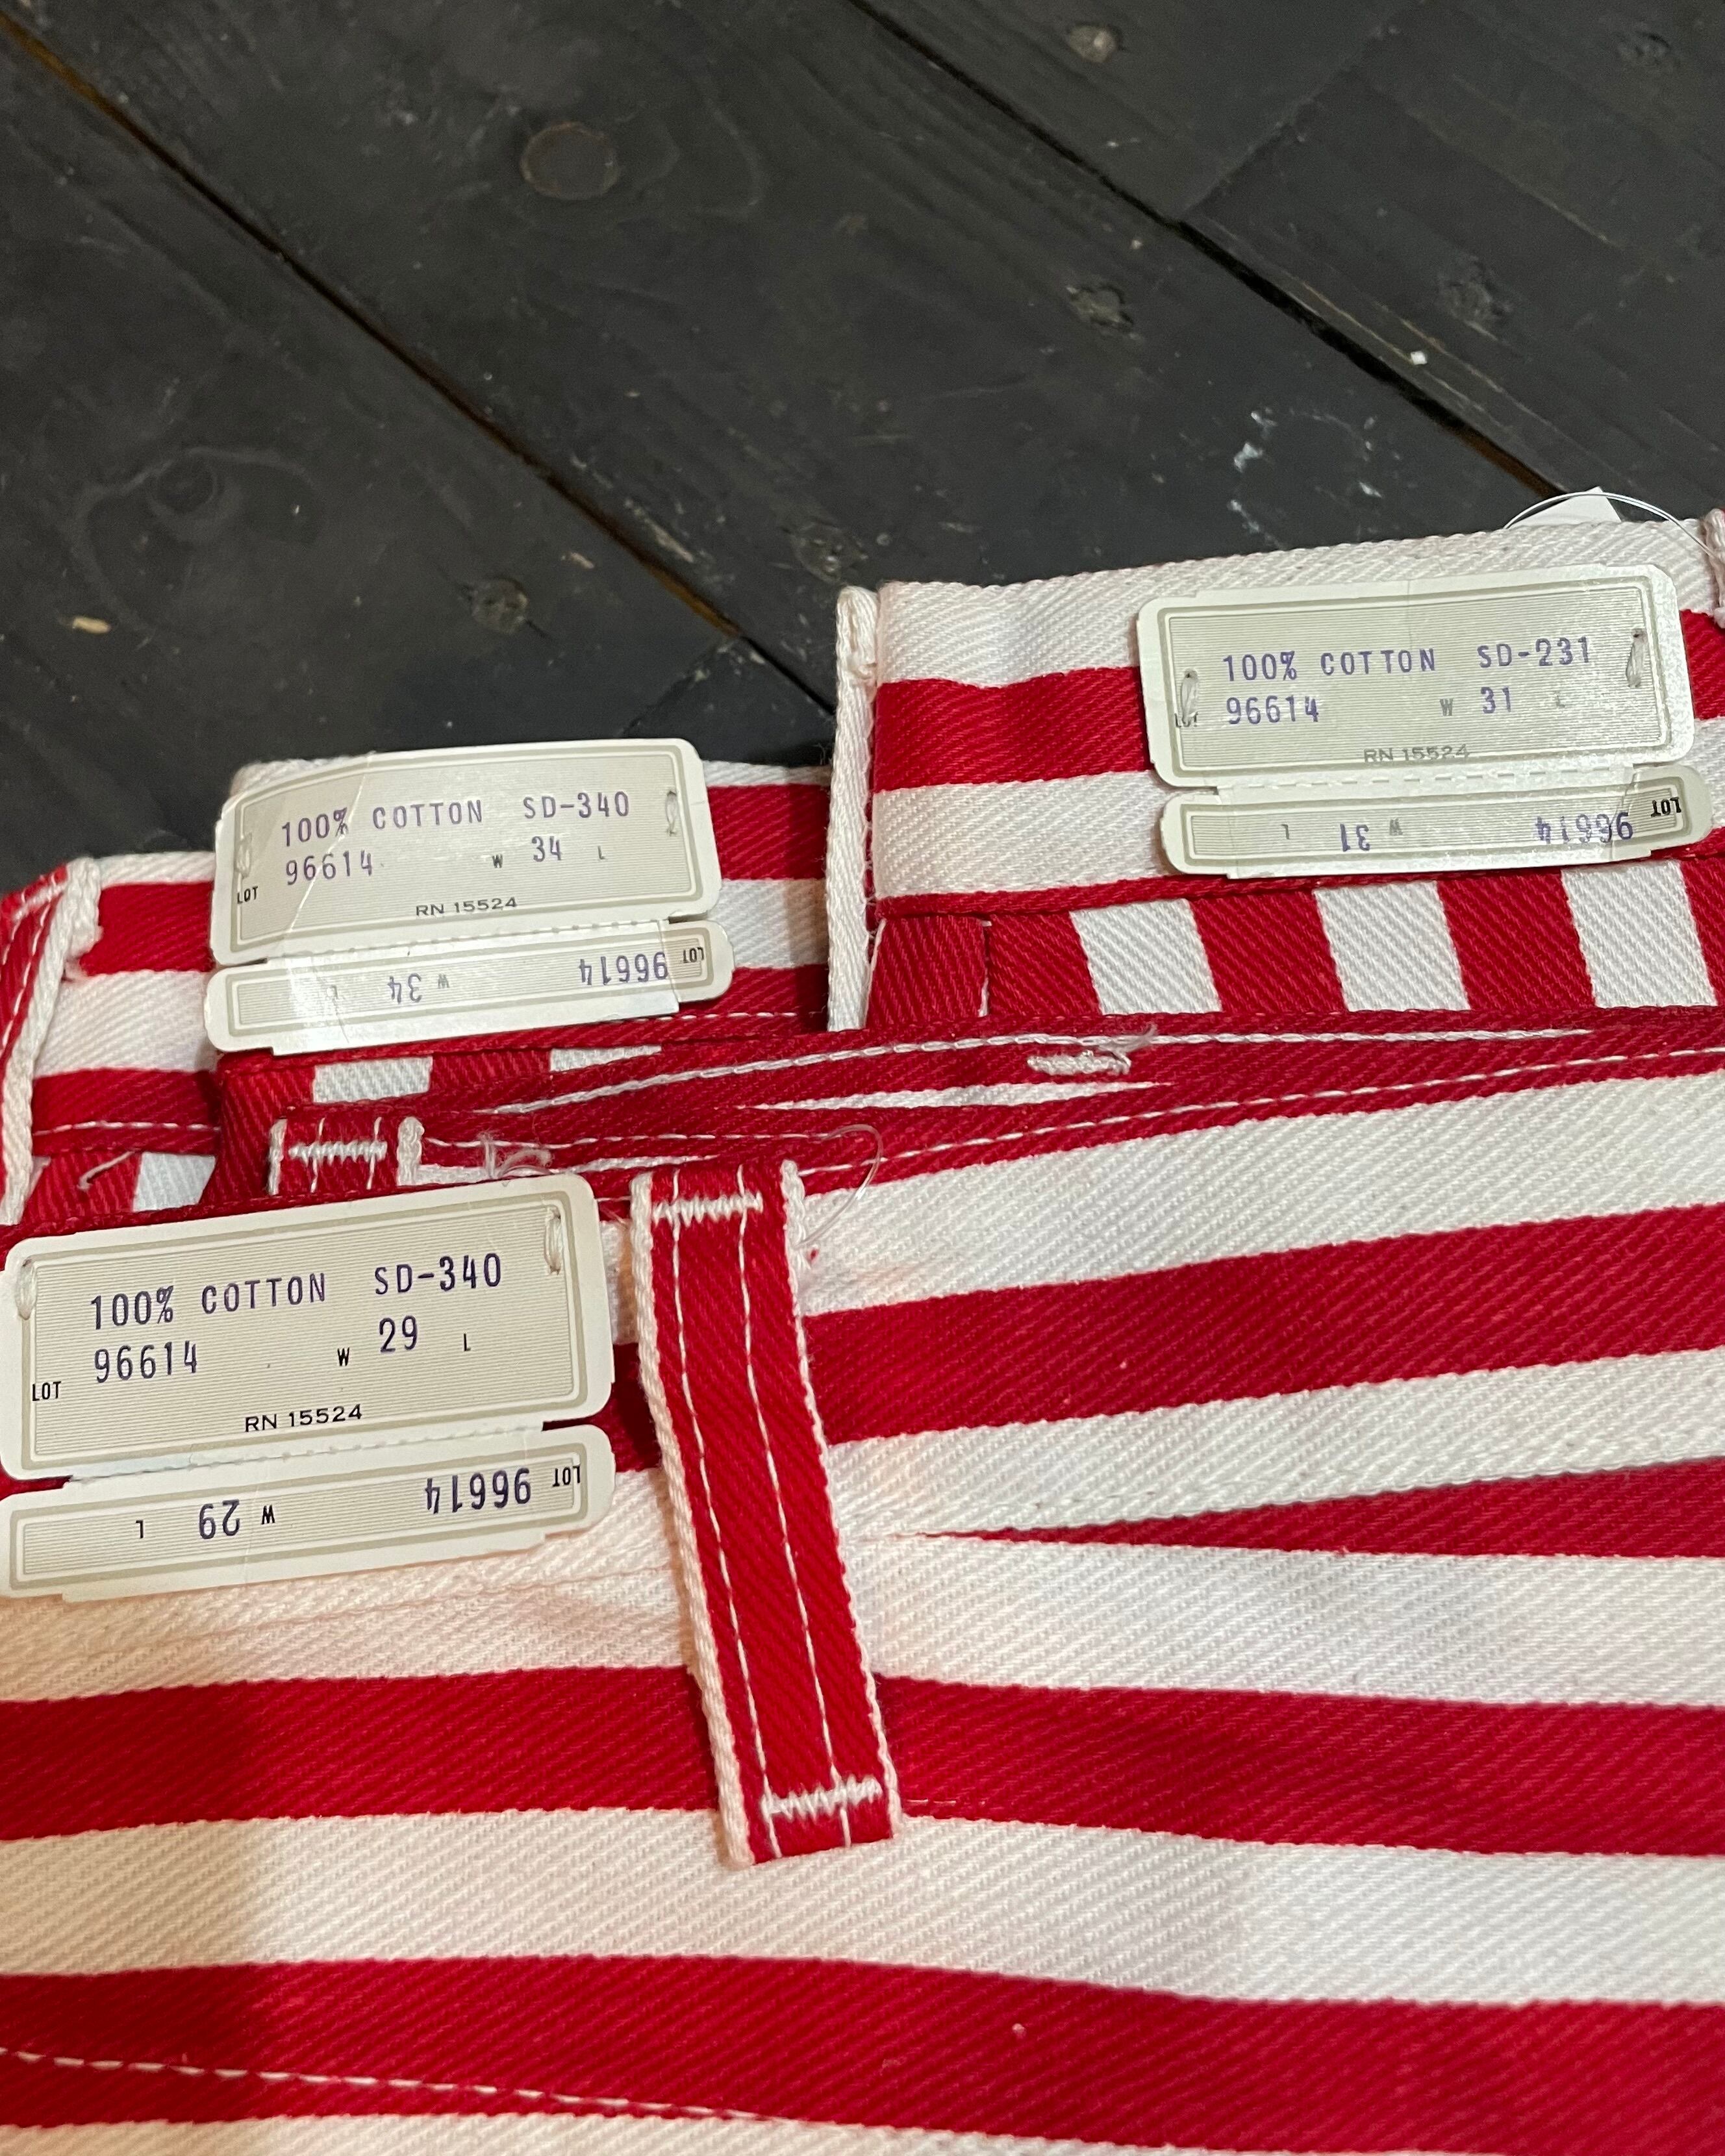 100% COTTON SD-231
LOT 96614 W 31 L
RN 15524
LOT 96614 W 31 L
100% COTTON SD-340
96614 W 34 L
LOT
RN 15524
LOT 96614 W 34 L
100% COTTON SD-340
96614 W 29 L
LOT
RN 15524
LOT 96614 W 29 L